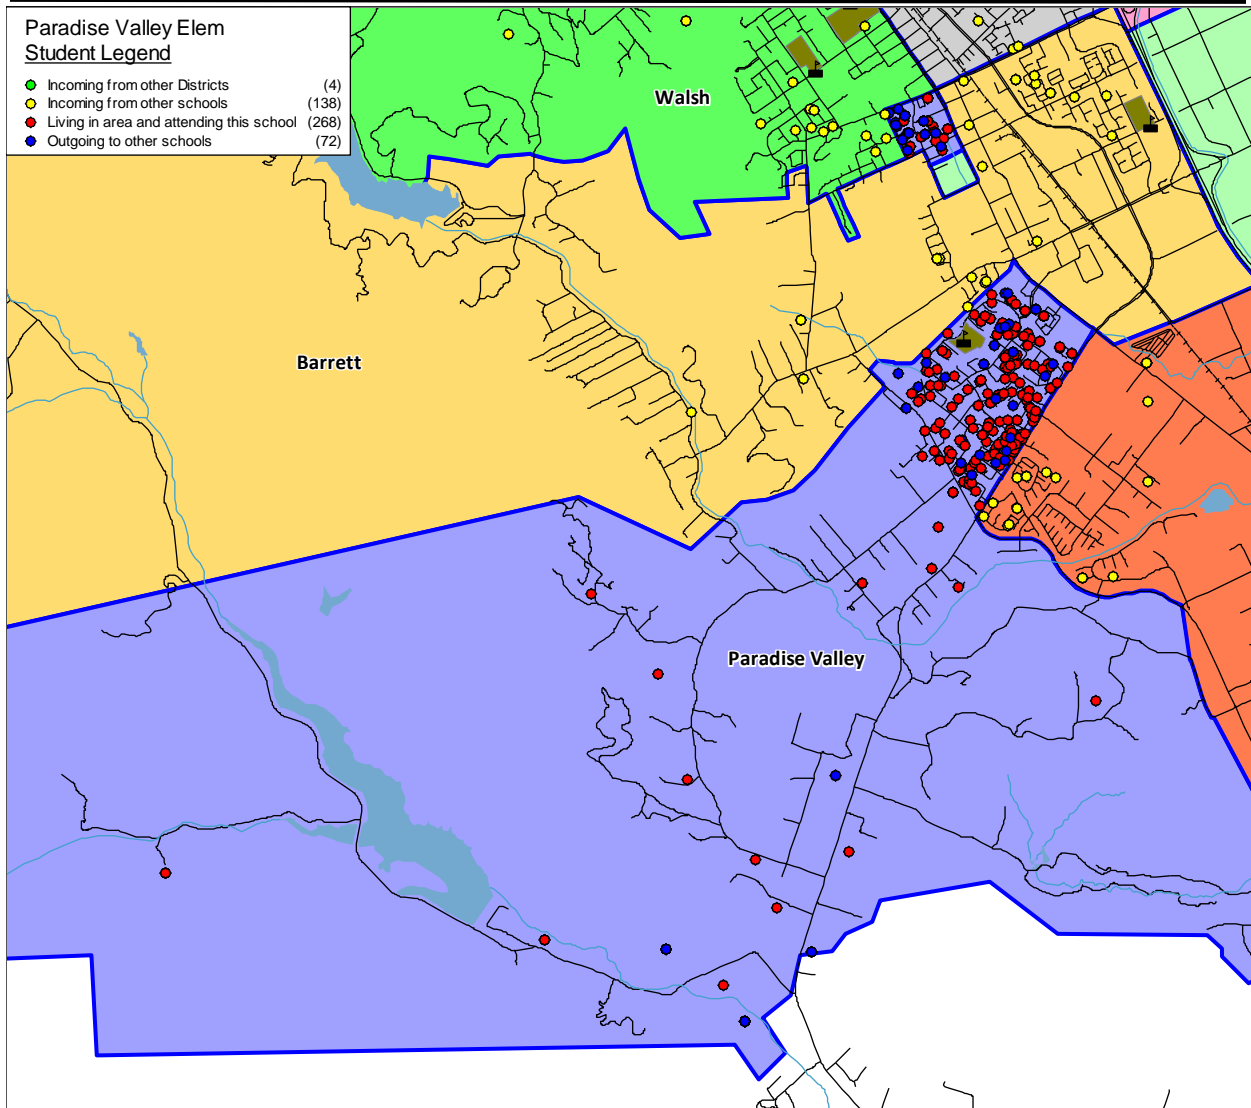 Paradise Valley Elem
Student Legend
Incoming from other Districts (4)
Incoming from other schools (138)
Living in area and attending this school (268)
Outgoing to other schools (72)
Walsh
Barrett
Paradise Valley